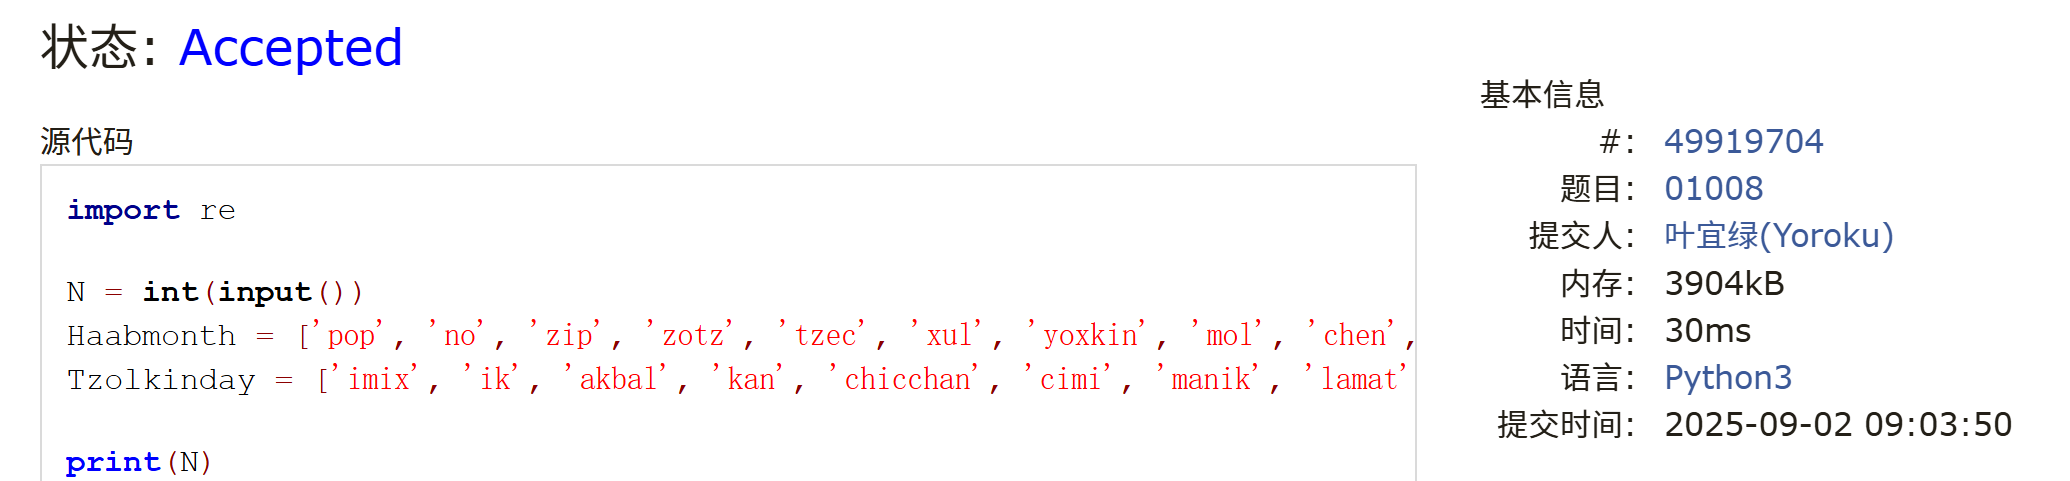 状态: Accepted
源代码
import re
N = int(input())
Haabmonth = ['pop', 'no', 'zip', 'zotz', 'tzec', 'xul', 'yoxkin', 'mol', 'chen',
Tzolkinday = ['imix', 'ik', 'akbal', 'kan', 'chicchan', 'cimi', 'manik', 'lamat'
print(N)
基本信息
#: 49919704
题目: 01008
提交人: 叶宜绿(Yoroku)
内存: 3904kB
时间: 30ms
语言: Python3
提交时间: 2025-09-02 09:03:50